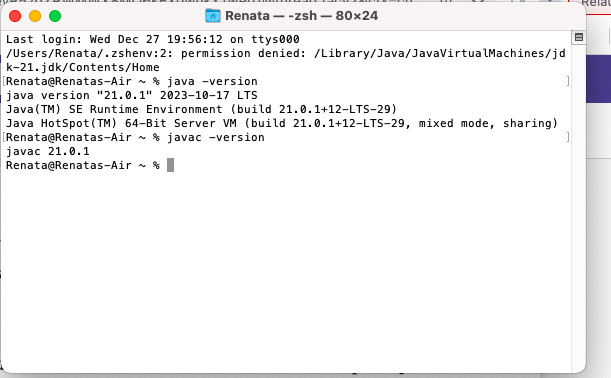 Renata — -zsh — 80×24
Last login: Wed Dec 27 19:56:12 on ttys000
/Users/Renata/.zshenv:2: permission denied: /Library/Java/JavaVirtualMachines/jd
k-21.jdk/Contents/Home
[Renata@Renatas-Air ~ % java -version ]
java version "21.0.1" 2023-10-17 LTS
Java(TM) SE Runtime Environment (build 21.0.1+12-LTS-29)
Java HotSpot(TM) 64-Bit Server VM (build 21.0.1+12-LTS-29, mixed mode, sharing)
[Renata@Renatas-Air ~ % javac -version ]
javac 21.0.1
Renata@Renatas-Air ~ %